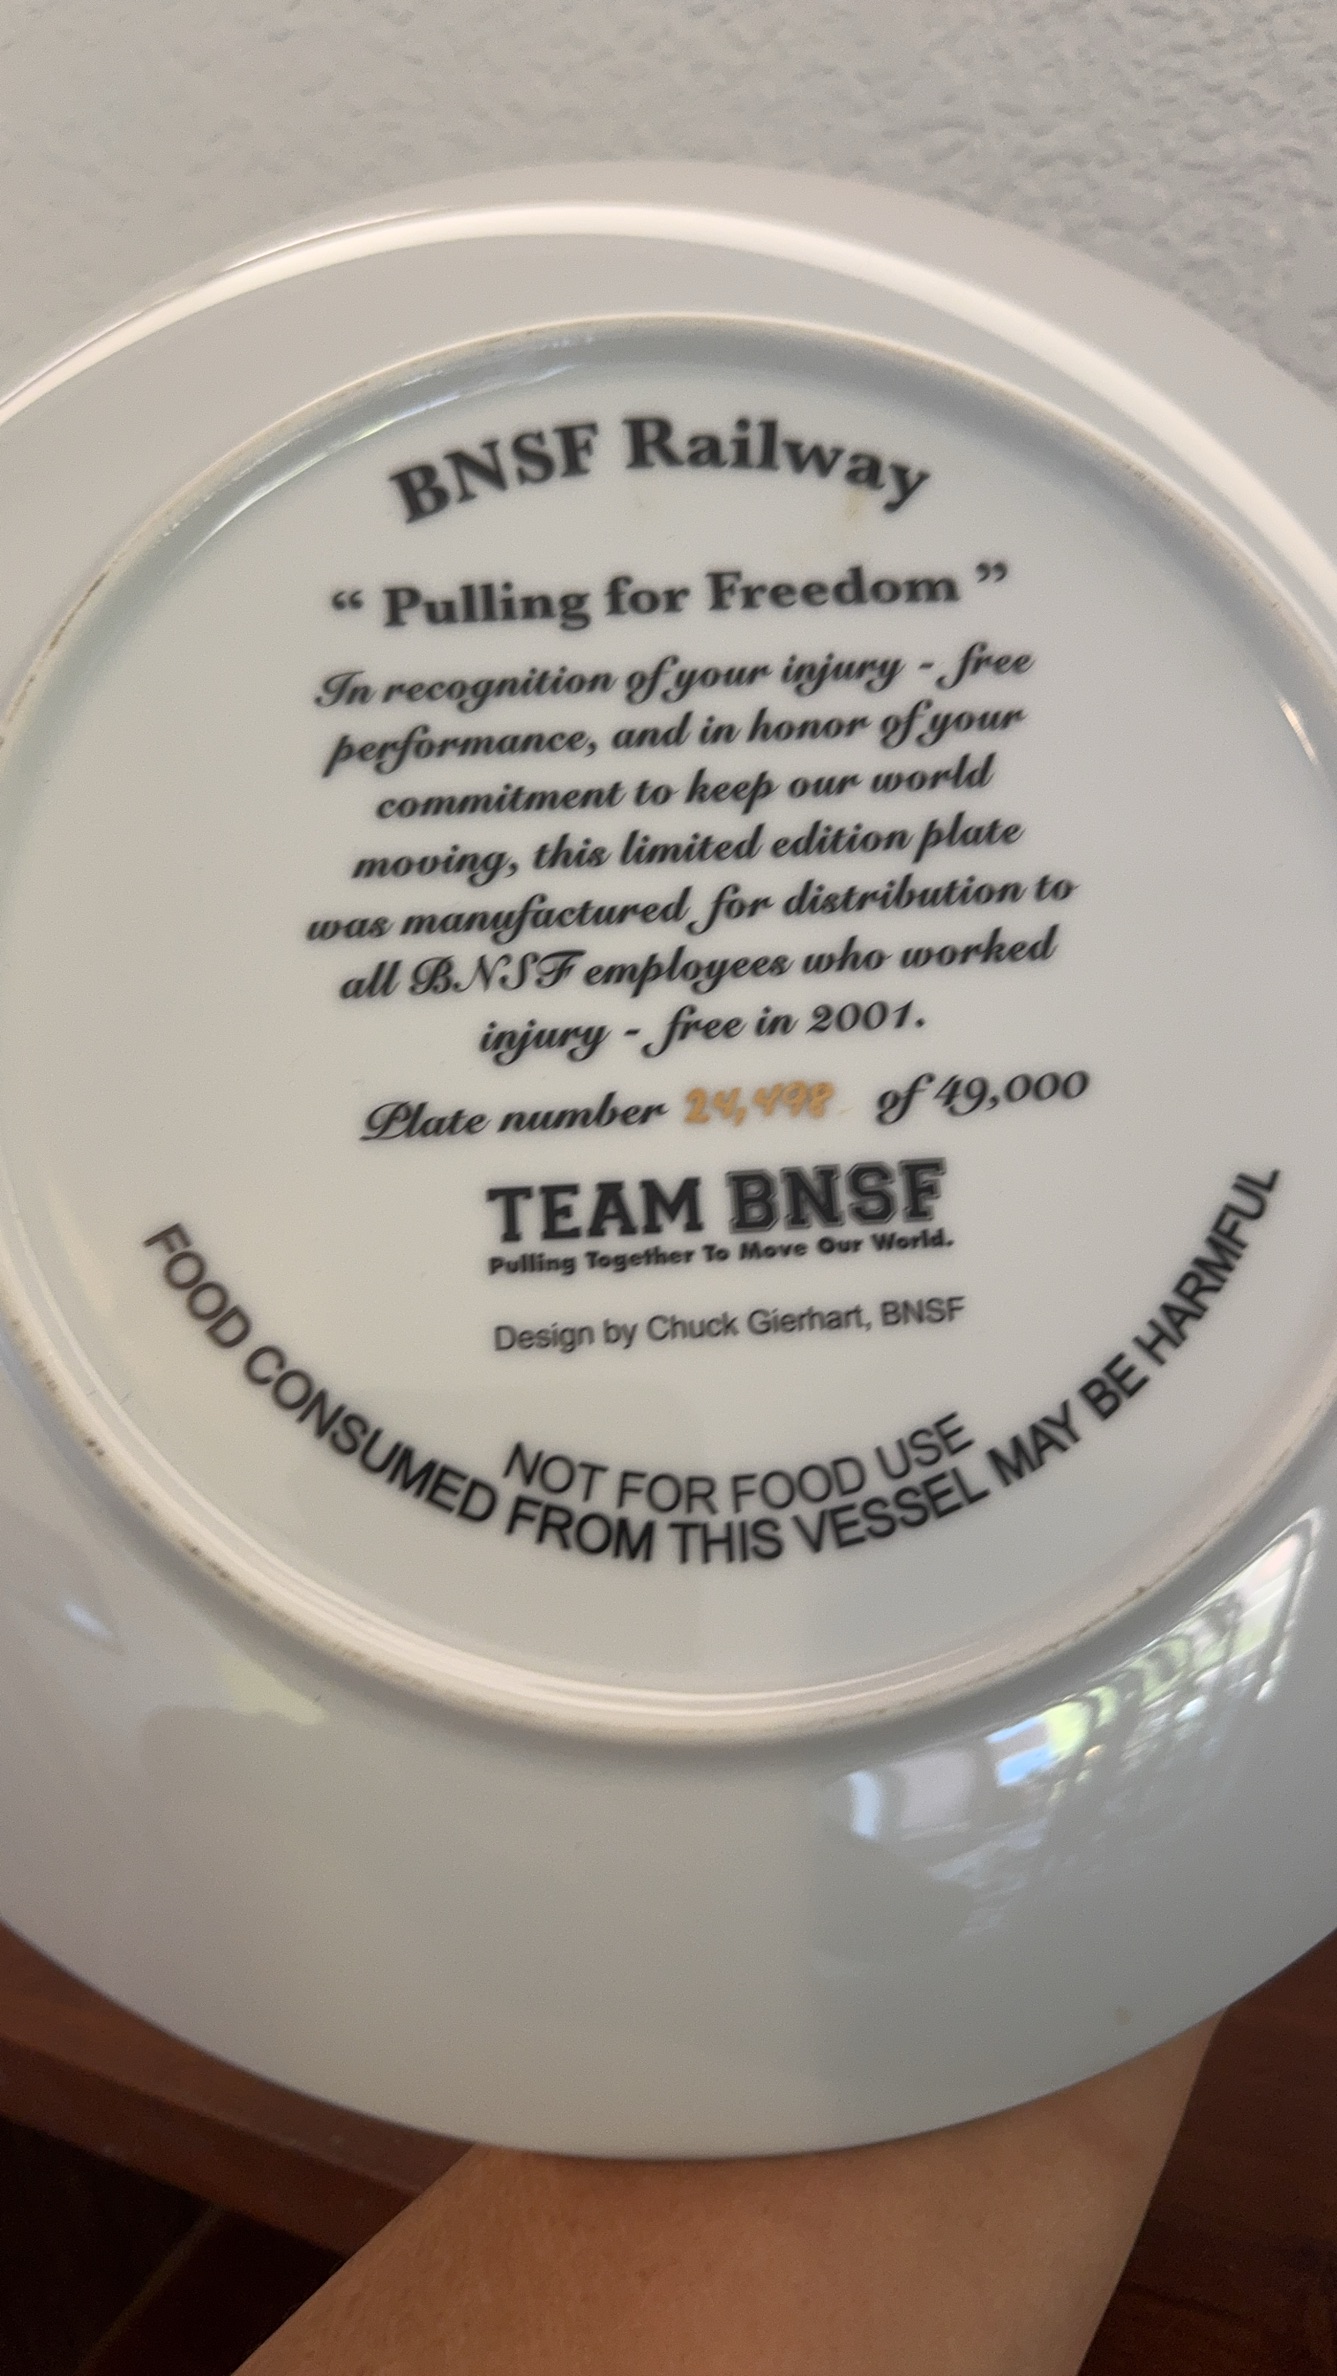 BNSF Railway
“ Pulling for Freedom ”
In recognition of your injury - free
performance, and in honor of your
commitment to keep our world
moving, this limited edition plate
was manufactured for distribution to
all BNSF employees who worked
injury - free in 2001.
Plate number 24,498 of 49,000
TEAM BNSF
Pulling Together To Move Our World.
Design by Chuck Gierhart, BNSF
NOT FOR FOOD USE
FOOD CONSUMED FROM THIS VESSEL MAY BE HARMFUL